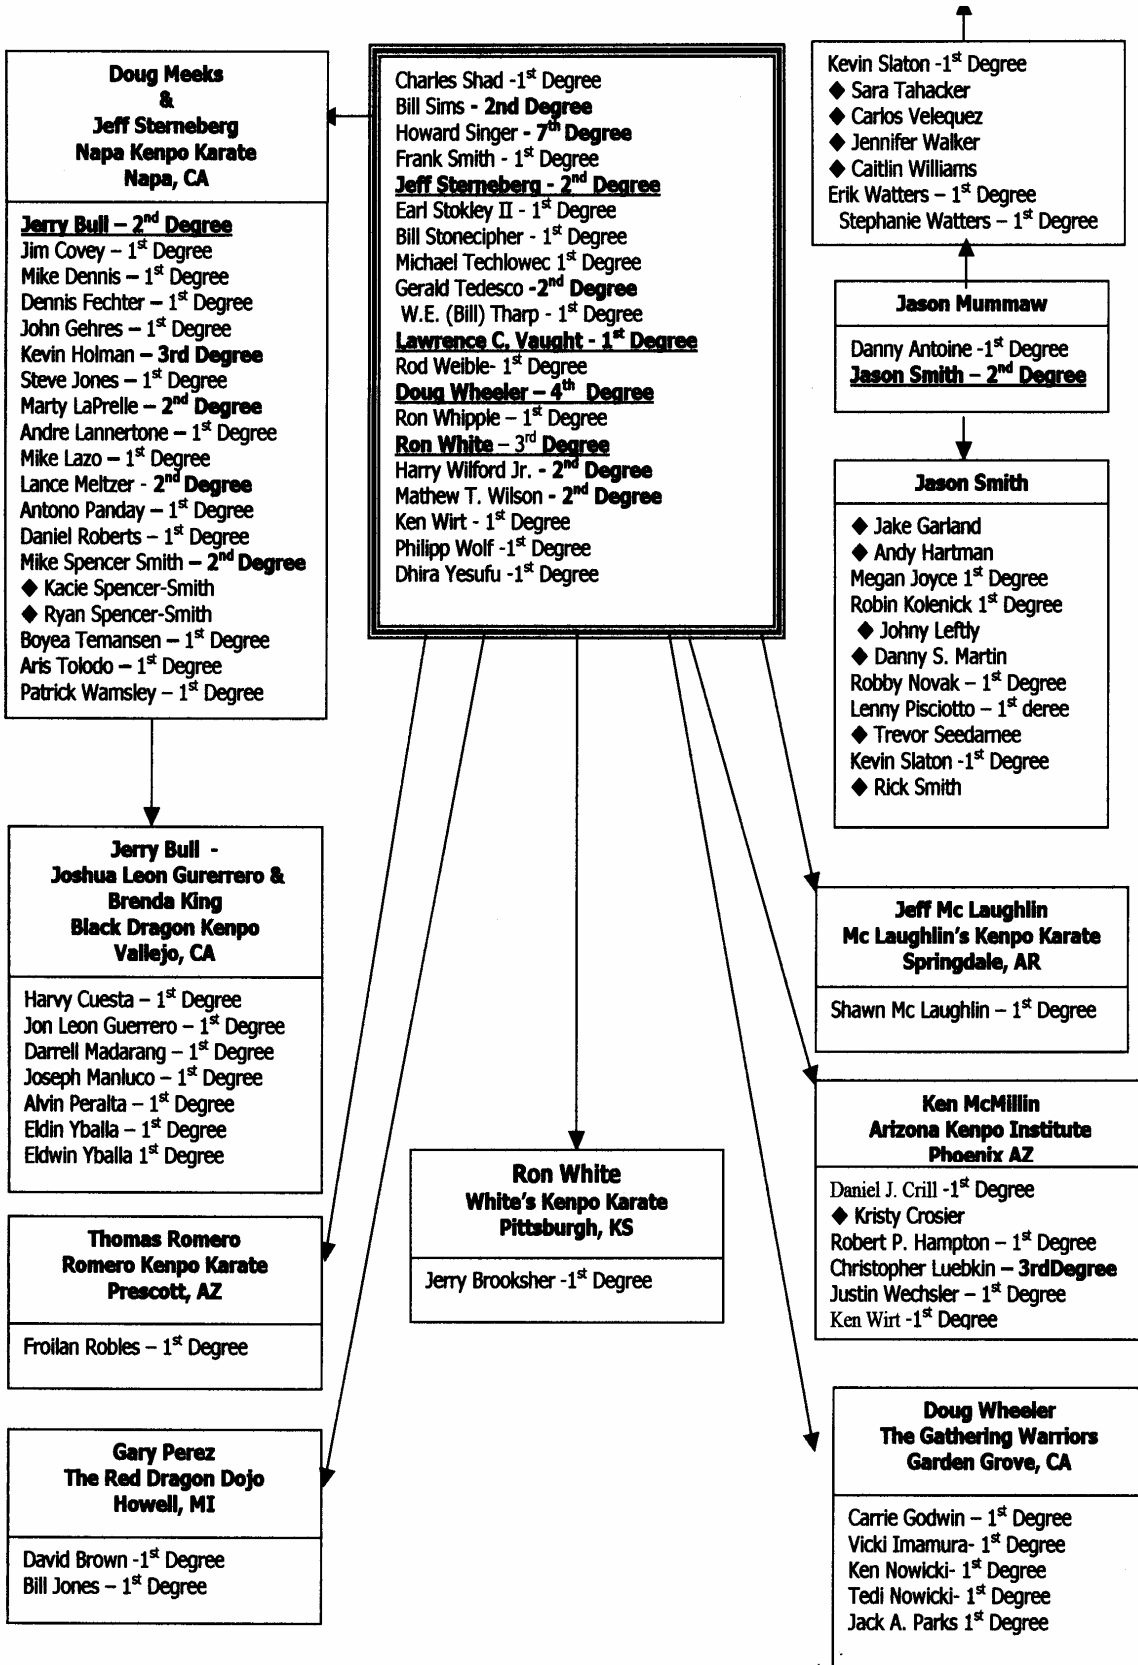 Doug Meeks
&
Jeff Sterneberg
Napa Kenpo Karate
Napa, CA
Jerry Bull – 2nd Degree
Jim Covey – 1st Degree
Mike Dennis – 1st Degree
Dennis Fechter – 1st Degree
John Gehres – 1st Degree
Kevin Holman – 3rd Degree
Steve Jones – 1st Degree
Marty LaPrelle – 2nd Degree
Andre Lannertone – 1st Degree
Mike Lazo – 1st Degree
Lance Meltzer - 2nd Degree
Antono Panday – 1st Degree
Daniel Roberts – 1st Degree
Mike Spencer Smith – 2nd Degree
◆ Kacie Spencer-Smith
◆ Ryan Spencer-Smith
Boyea Temansen – 1st Degree
Aris Tolodo – 1st Degree
Patrick Wamsley – 1st Degree
Charles Shad -1st Degree
Bill Sims - 2nd Degree
Howard Singer - 7th Degree
Frank Smith - 1st Degree
Jeff Sterneberg - 2nd Degree
Earl Stokley II - 1st Degree
Bill Stonecipher - 1st Degree
Michael Techlowec 1st Degree
Gerald Tedesco -2nd Degree
W.E. (Bill) Tharp - 1st Degree
Lawrence C. Vaught - 1st Degree
Rod Weible- 1st Degree
Doug Wheeler – 4th Degree
Ron Whipple – 1st Degree
Ron White – 3rd Degree
Harry Wilford Jr. - 2nd Degree
Mathew T. Wilson - 2nd Degree
Ken Wirt - 1st Degree
Philipp Wolf -1st Degree
Dhira Yesufu -1st Degree
Kevin Slaton -1st Degree
◆ Sara Tahacker
◆ Carlos Velequez
◆ Jennifer Walker
◆ Caitlin Williams
Erik Watters – 1st Degree
Stephanie Watters – 1st Degree
Jason Mummaw
Danny Antoine -1st Degree
Jason Smith – 2nd Degree
Jason Smith
◆ Jake Garland
◆ Andy Hartman
Megan Joyce 1st Degree
Robin Kolenick 1st Degree
◆ Johny Leftly
◆ Danny S. Martin
Robby Novak – 1st Degree
Lenny Pisciotto – 1st deree
◆ Trevor Seedarnee
Kevin Slaton -1st Degree
◆ Rick Smith
Jerry Bull -
Joshua Leon Gurerrero &
Brenda King
Black Dragon Kenpo
Vallejo, CA
Harvy Cuesta – 1st Degree
Jon Leon Guerrero – 1st Degree
Darrell Madarang – 1st Degree
Joseph Manluco – 1st Degree
Alvin Peralta – 1st Degree
Eldin Yballa – 1st Degree
Eldwin Yballa 1st Degree
Thomas Romero
Romero Kenpo Karate
Prescott, AZ
Froilan Robles – 1st Degree
Gary Perez
The Red Dragon Dojo
Howell, MI
David Brown -1st Degree
Bill Jones – 1st Degree
Ron White
White's Kenpo Karate
Pittsburgh, KS
Jerry Brooksher -1st Degree
Jeff Mc Laughlin
Mc Laughlin's Kenpo Karate
Springdale, AR
Shawn Mc Laughlin – 1st Degree
Ken McMillin
Arizona Kenpo Institute
Phoenix AZ
Daniel J. Crill -1st Degree
◆ Kristy Crosier
Robert P. Hampton – 1st Degree
Christopher Luebkin – 3rdDegree
Justin Wechsler – 1st Degree
Ken Wirt -1st Degree
Doug Wheeler
The Gathering Warriors
Garden Grove, CA
Carrie Godwin – 1st Degree
Vicki Imamura- 1st Degree
Ken Nowicki- 1st Degree
Tedi Nowicki- 1st Degree
Jack A. Parks 1st Degree